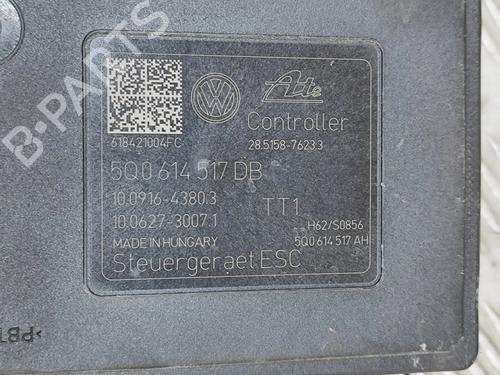 B-PARTS
Ate
Controller
618421004FC
28.5158-7623.3
5Q0 614 517 DB
10.0916-4380.3
TT1
10.0627-3007.1
H62/S0856
MADE IN HUNGARY
5Q0 614 517 AH
Steuergeraet ESC